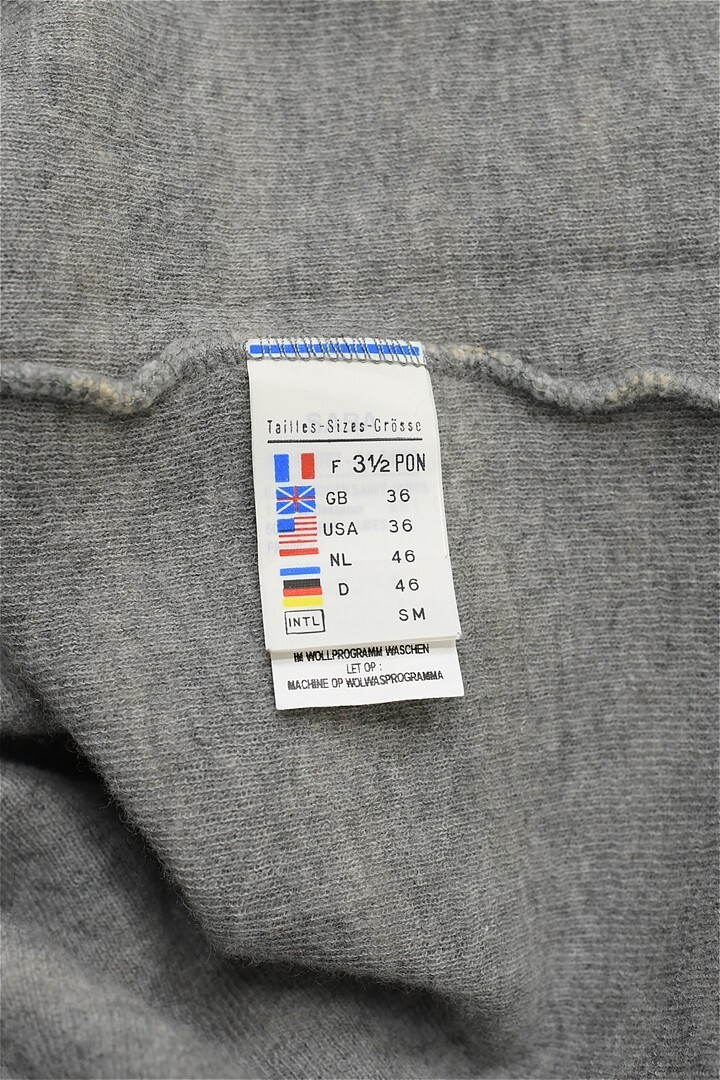 Tailles-Sizes-Grösse
F 3½ PON
GB 36
USA 36
NL 46
D 46
INTL SM
IM WOLLPROGRAMM WASCHEN
LET OP :
MACHINE OP WOLWASPROGRAMMA